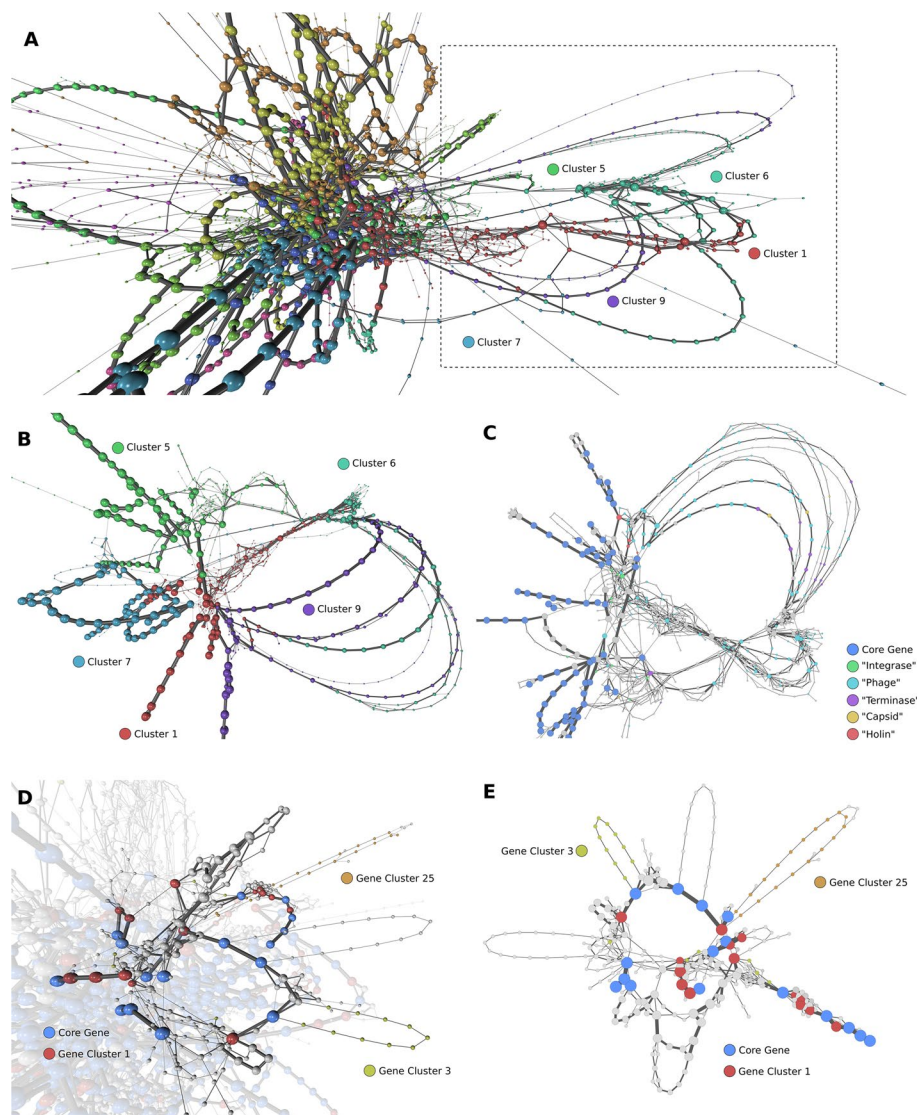 A
Cluster 5
Cluster 6
Cluster 1
Cluster 9
Cluster 7
B
Cluster 5
Cluster 6
Cluster 9
Cluster 7
Cluster 1
C
Core Gene
"Integrase"
"Phage"
"Terminase"
"Capsid"
"Holin"
D
Gene Cluster 25
Core Gene
Gene Cluster 1
Gene Cluster 3
E
Gene Cluster 3
Gene Cluster 25
Core Gene
Gene Cluster 1